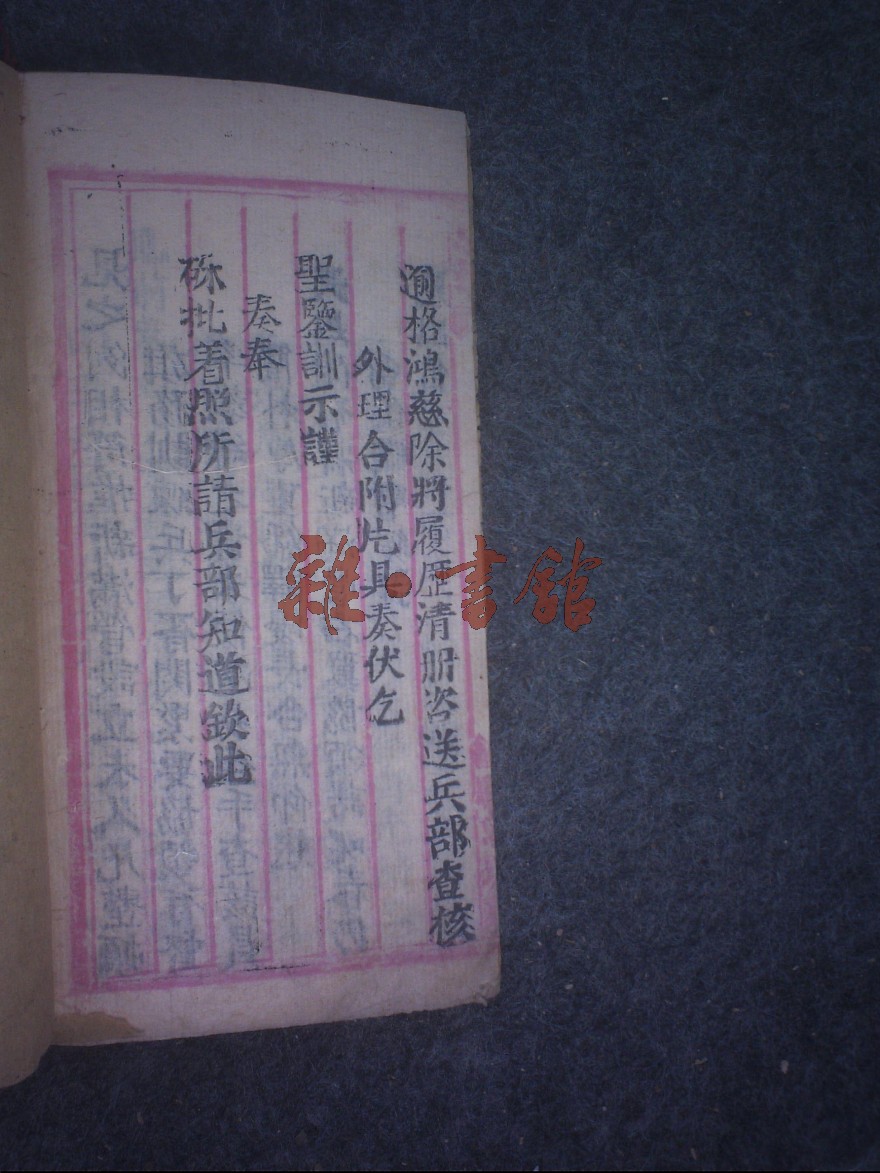 逾格鴻慈除將履歷清册咨送兵部查核
外理合附片具奏伏乞
聖鑒訓示謹
奏奉
硃批着照所請兵部知道欽此
雜·書館